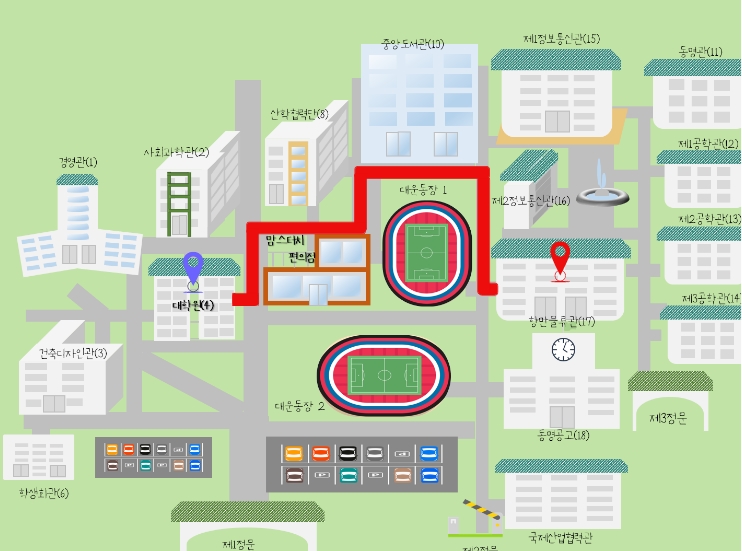 제1정보통신관(15)
중앙도서관(10)
동명관(11)
산학협력단(8)
제1공학관(12)
사회과학관(2)
경영관(1)
대운동장 1
제2정보통신관(16)
제2공학관(13)
맘스터치
편의점
제3공학관(14)
대학원(4)
항만물류관(17)
건축디자인관(3)
대운동장 2
제3정문
동명공고(18)
학생회관(6)
국제산업협력관
제1정문